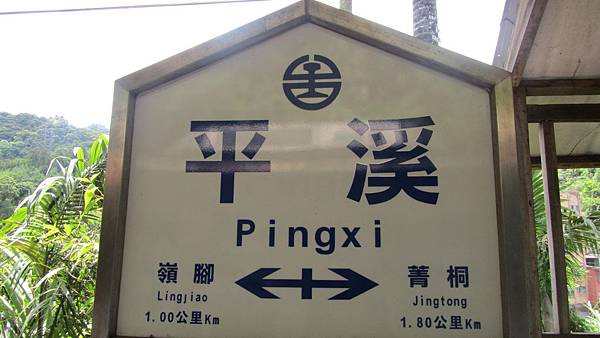 平溪
Pingxi
嶺腳 菁桐
Lingjiao Jingtong
1.00公里Km 1.80公里Km